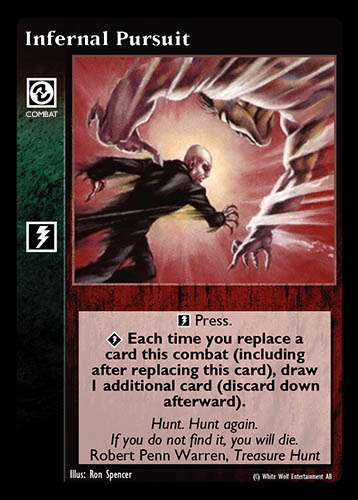 Infernal Pursuit
COMBAT
Press.
Each time you replace a
card this combat (including
after replacing this card), draw
1 additional card (discard down
afterward).
Hunt. Hunt again.
If you do not find it, you will die.
Robert Penn Warren, Treasure Hunt
Illus: Ron Spencer
(C) White Wolf Entertainment AB